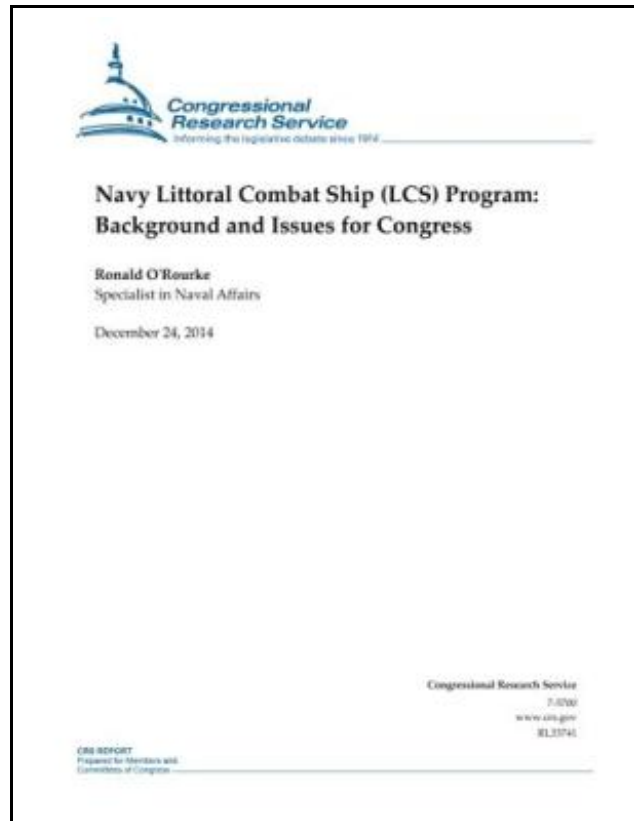 Congressional
Research Service
Informing the legislative debate since 1914
Navy Littoral Combat Ship (LCS) Program:
Background and Issues for Congress
Ronald O'Rourke
Specialist in Naval Affairs
December 24, 2014
Congressional Research Service
7-5700
www.crs.gov
RL33741
CRS REPORT
Prepared for Members and
Committees of Congress